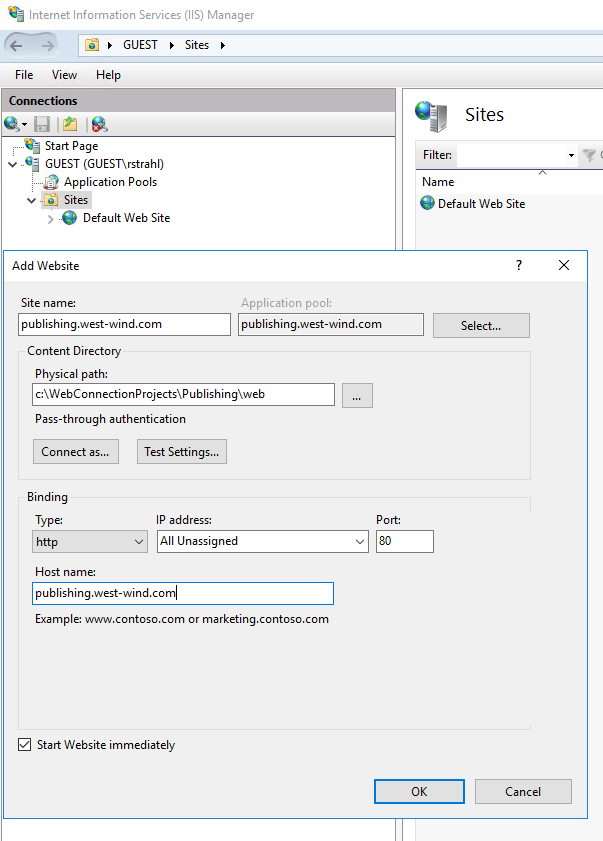 Internet Information Services (IIS) Manager
GUEST Sites
File View Help
Connections
Start Page
GUEST (GUEST\rstrahl)
Application Pools
Sites
Default Web Site
Sites
Filter:
Name
Default Web Site
Add Website ?
Site name: Application pool:
publishing.west-wind.com publishing.west-wind.com Select...
Content Directory
Physical path:
c:\WebConnectionProjects\Publishing\web ...
Pass-through authentication
Connect as... Test Settings...
Binding
Type: IP address: Port:
http All Unassigned 80
Host name:
publishing.west-wind.com
Example: www.contoso.com or marketing.contoso.com
Start Website immediately
OK Cancel